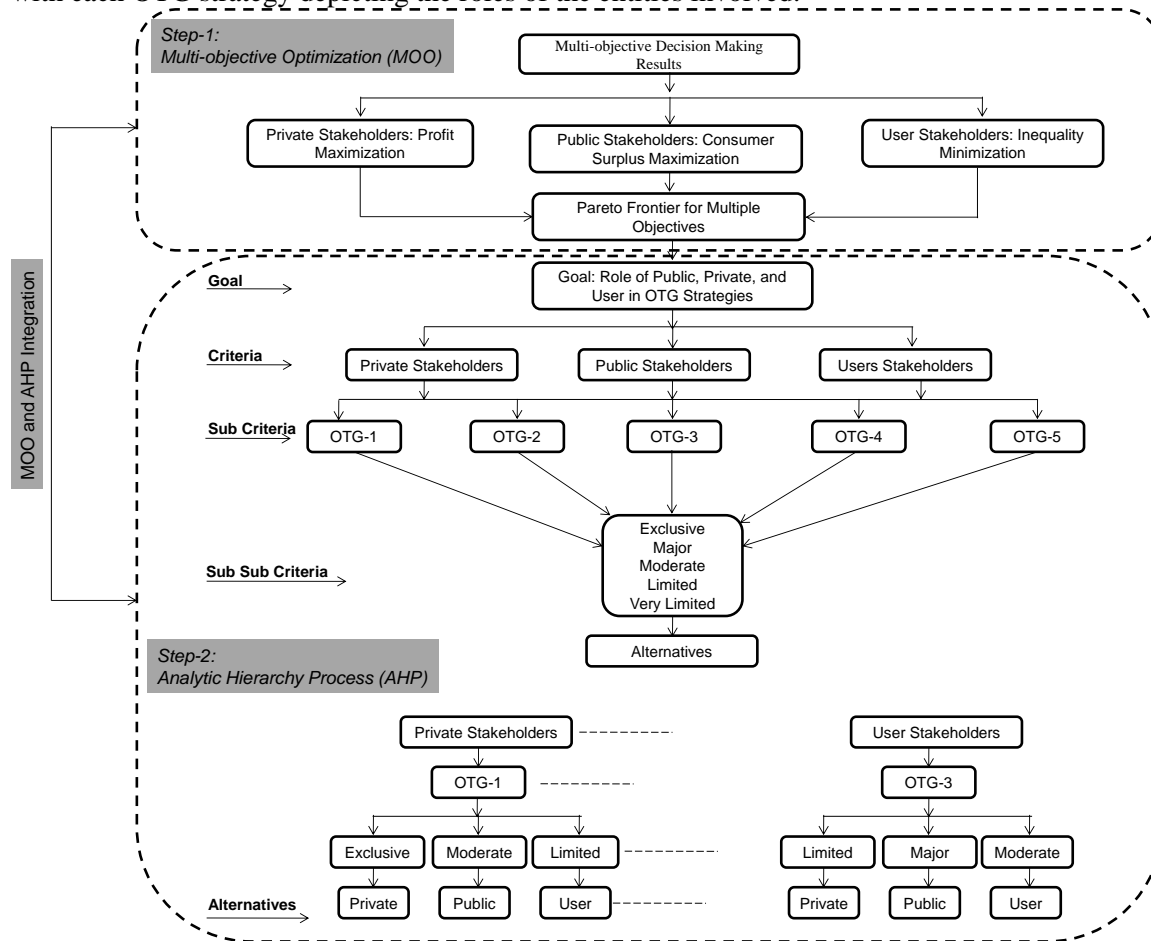 with each OTG strategy depicting the roles of the entities involved.
Step-1:
Multi-objective Optimization (MOO)
Multi-objective Decision Making
Results
Private Stakeholders: Profit
Maximization
Public Stakeholders: Consumer
Surplus Maximization
User Stakeholders: Inequality
Minimization
Pareto Frontier for Multiple
Objectives
MOO and AHP Integration
Goal
Goal: Role of Public, Private, and
User in OTG Strategies
Criteria
Private Stakeholders
Public Stakeholders
Users Stakeholders
Sub Criteria
OTG-1
OTG-2
OTG-3
OTG-4
OTG-5
Sub Sub Criteria
Exclusive
Major
Moderate
Limited
Very Limited
Alternatives
Step-2:
Analytic Hierarchy Process (AHP)
Private Stakeholders
User Stakeholders
OTG-1
OTG-3
Exclusive
Moderate
Limited
Limited
Major
Moderate
Alternatives
Private
Public
User
Private
Public
User